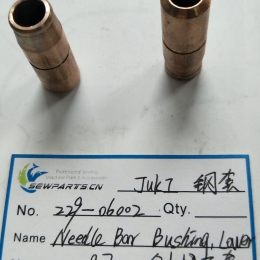 Juki 钢套
SEWPARTS.CN
No. 229-06002 Qty.
Name Needle Bar Bushing, Lower